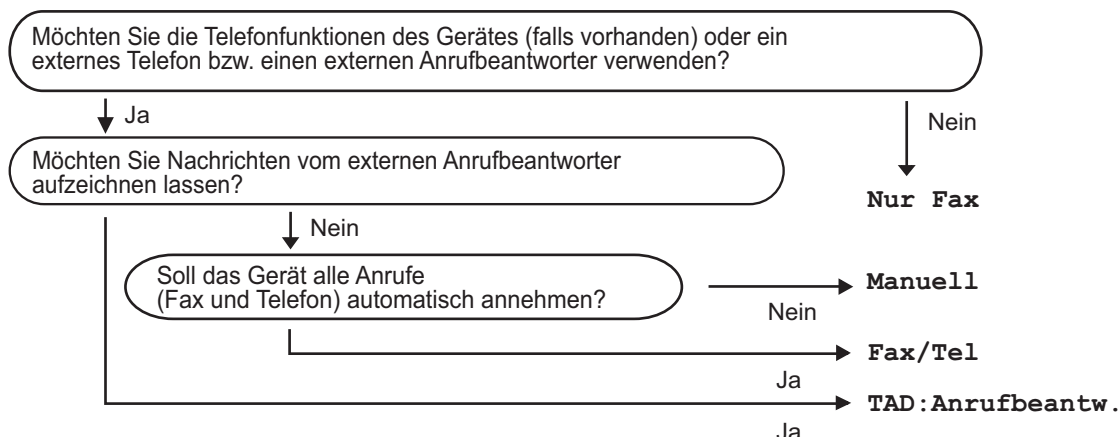 Möchten Sie die Telefonfunktionen des Gerätes (falls vorhanden) oder ein
externes Telefon bzw. einen externen Anrufbeantworter verwenden?
Ja
Nein
Möchten Sie Nachrichten vom externen Anrufbeantworter
aufzeichnen lassen?
Nur Fax
Nein
Soll das Gerät alle Anrufe
(Fax und Telefon) automatisch annehmen?
Manuell
Nein
Fax/Tel
Ja
TAD:Anrufbeantw.
Ja